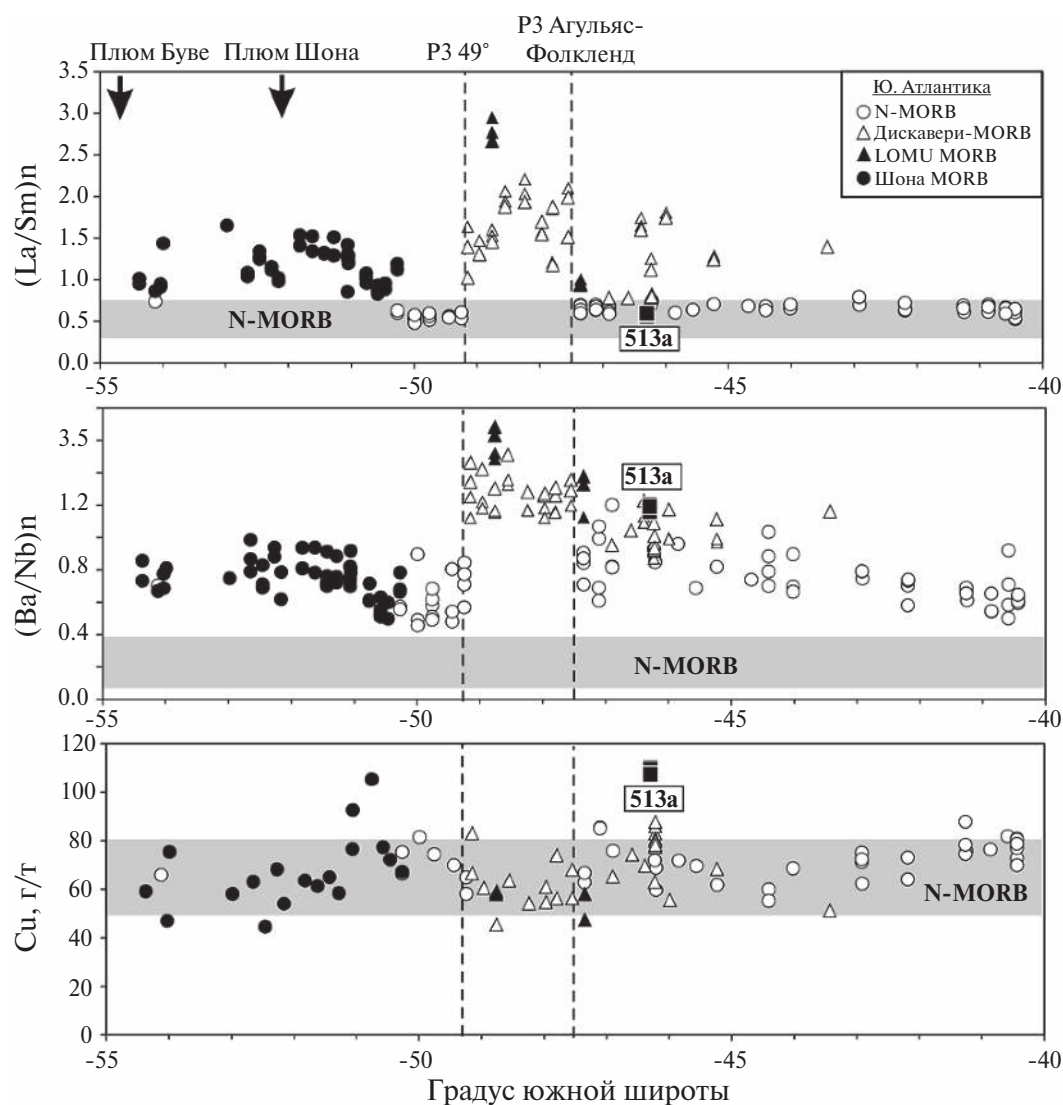 Плюм Буве
Плюм Шона
РЗ 49°
РЗ Агульяс-
Фолкленд
(La/Sm)n
3.5
3.0
2.5
2.0
1.5
1.0
0.5
0.0
Ю. Атлантика
N-MORB
Дискавери-MORB
LOMU MORB
Шона MORB
N-MORB
513a
-55
-50
-45
-40
(Ba/Nb)n
3.5
1.2
0.8
0.4
0.0
513a
N-MORB
-55
-50
-45
-40
Cu, г/т
120
100
80
60
40
20
0
513a
N-MORB
-55
-50
-45
-40
Градус южной широты